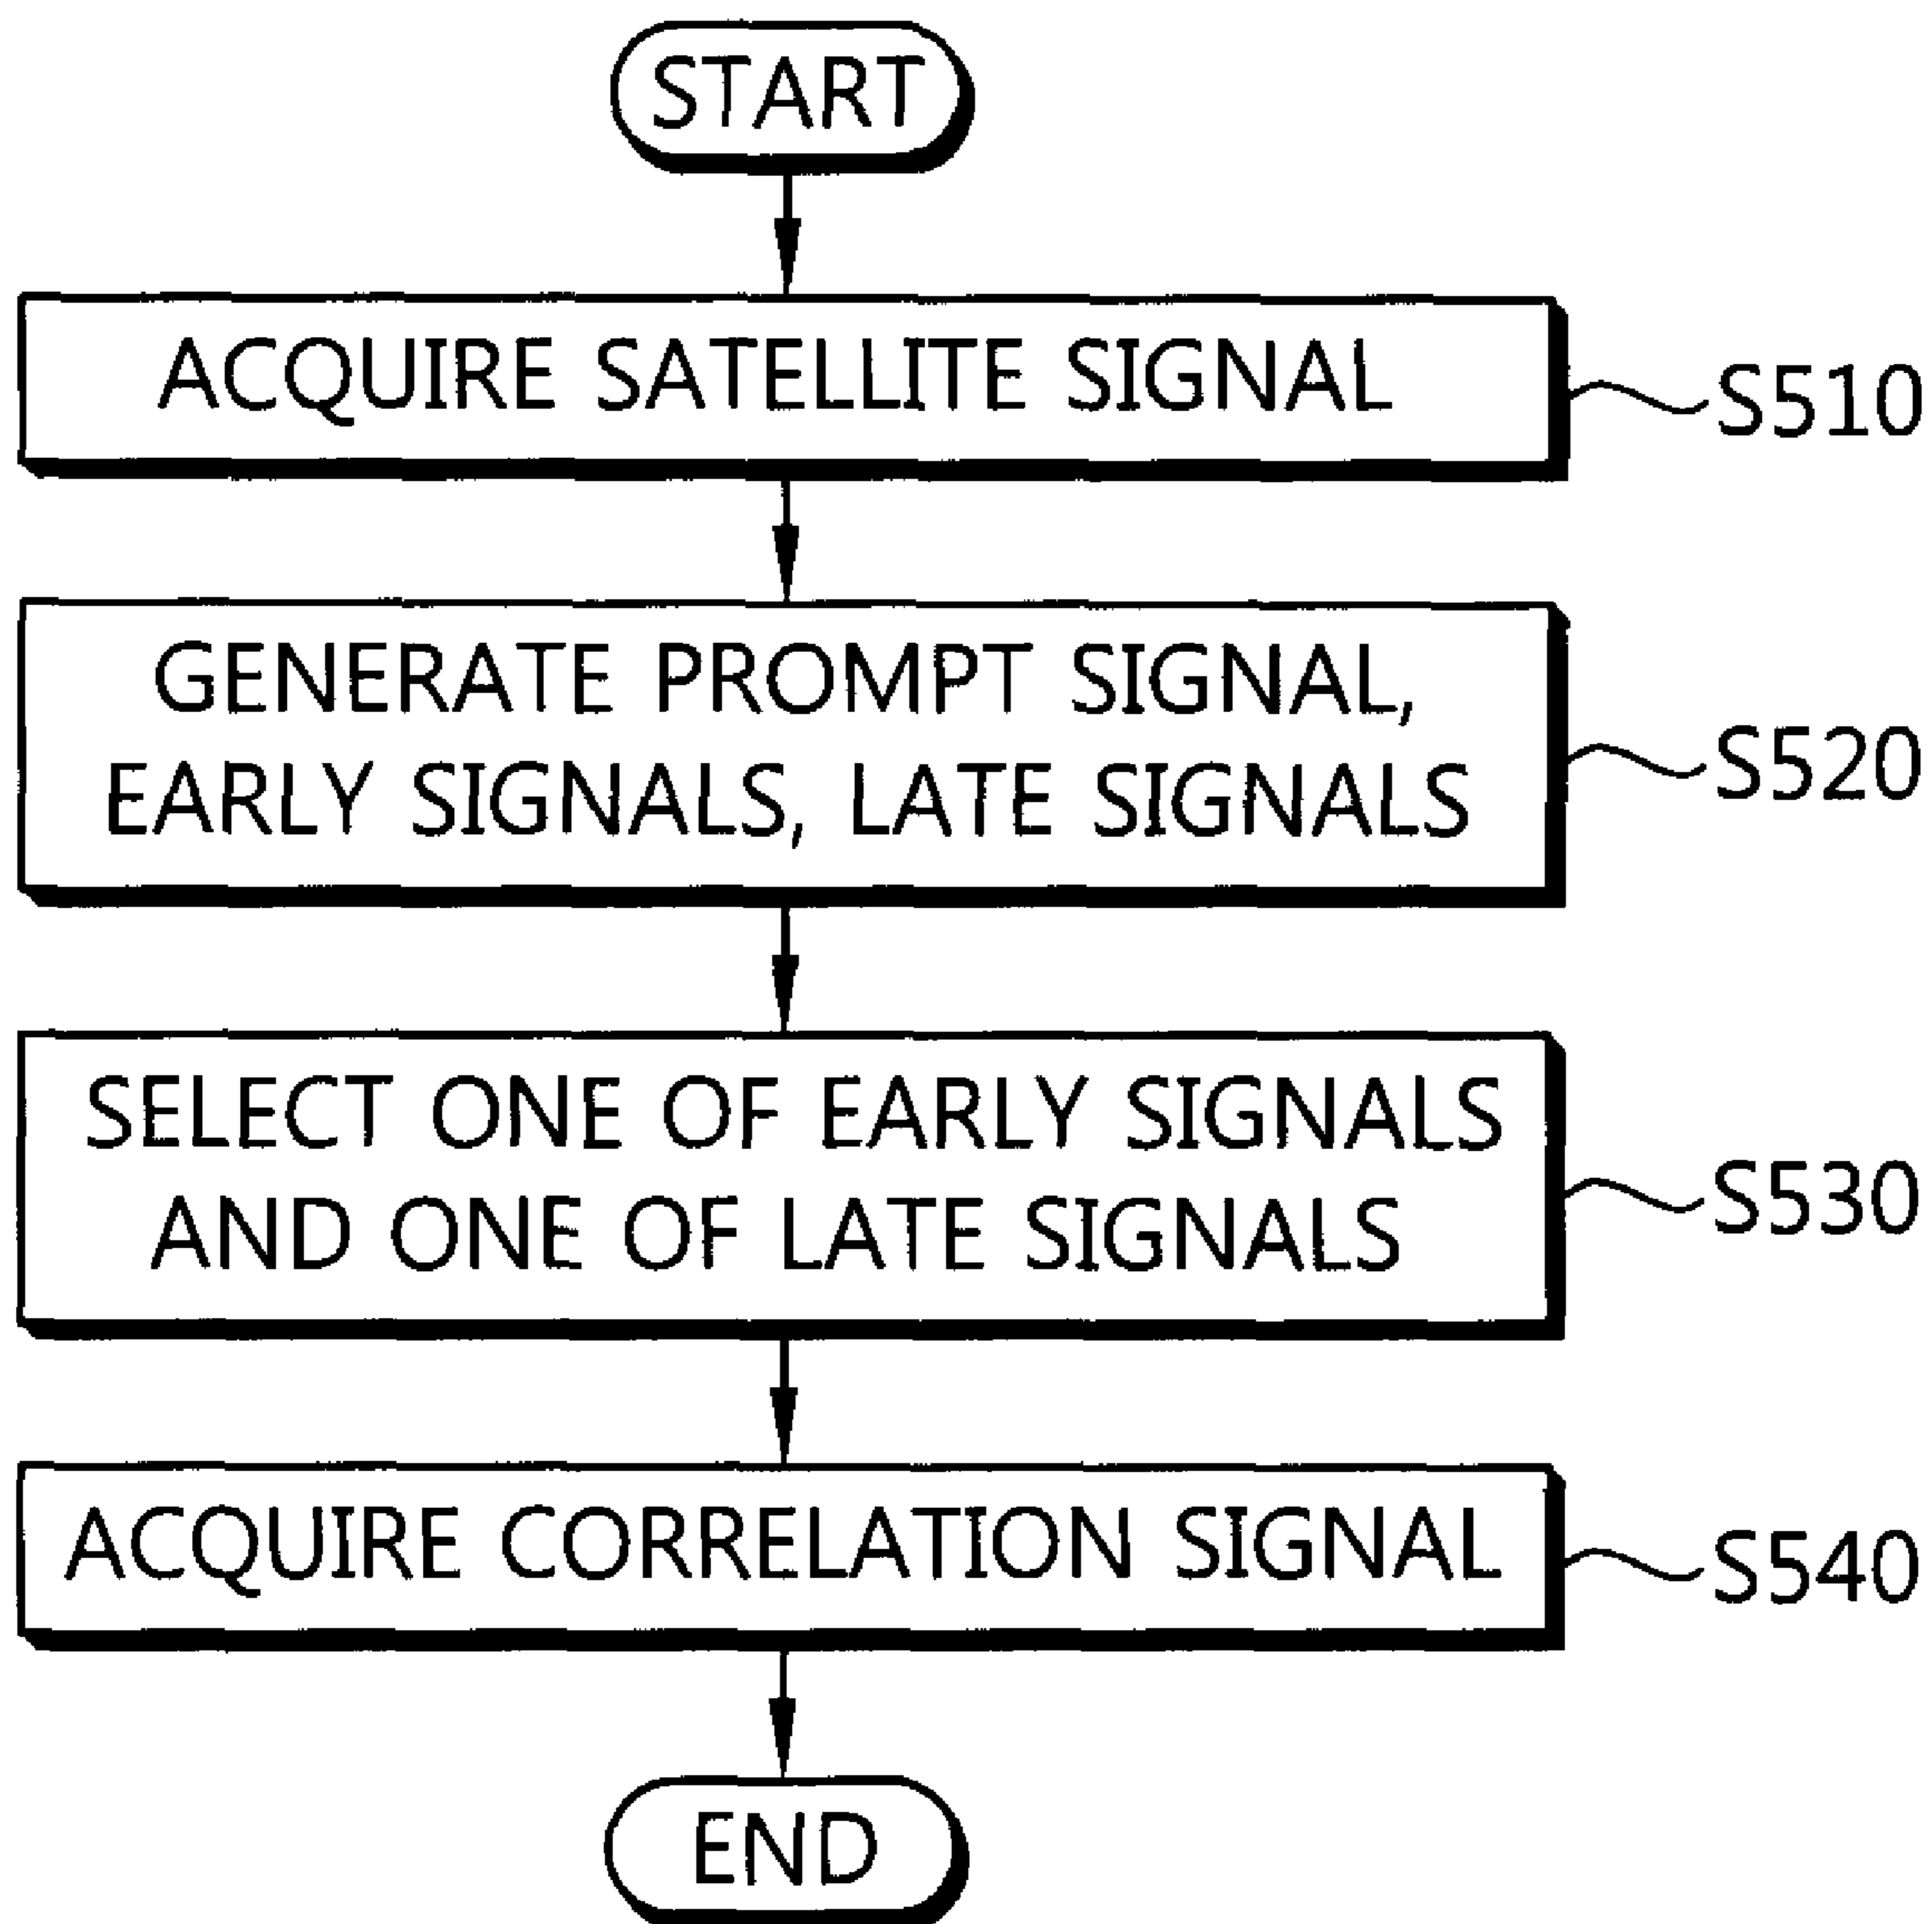 START
ACQUIRE SATELLITE SIGNAL
S510
GENERATE PROMPT SIGNAL,
EARLY SIGNALS, LATE SIGNALS
S520
SELECT ONE OF EARLY SIGNALS
AND ONE OF LATE SIGNALS
S530
ACQUIRE CORRELATION SIGNAL
S540
END